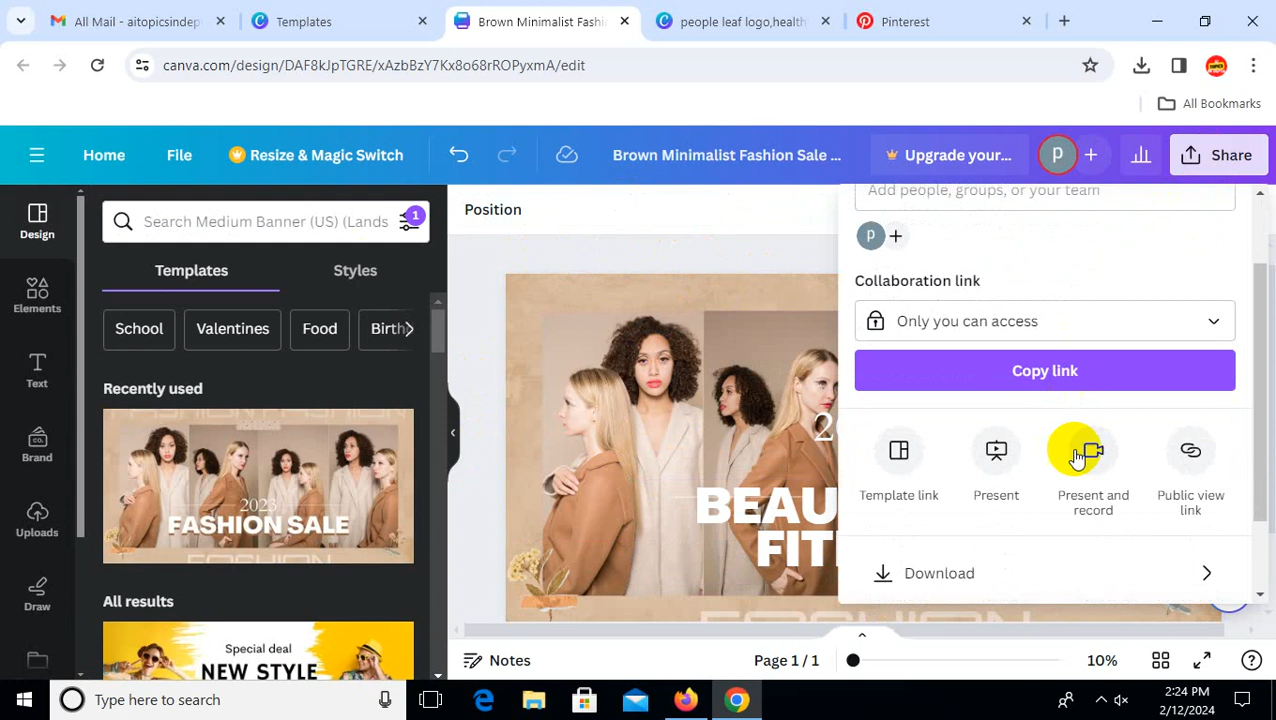 All Mail - aitopicsindep
Templates
Brown Minimalist Fashi
people leaf logo,health
Pinterest
canva.com/design/DAF8kJpTGRE/xAzbBzY7Kx8o68rROPyxmA/edit
All Bookmarks
Home
File
Resize & Magic Switch
Brown Minimalist Fashion Sale ...
Upgrade your...
P
Share
Design
Elements
Text
Brand
Uploads
Draw
Search Medium Banner (US) (Lands
1
Templates
Styles
School
Valentines
Food
Birth
Recently used
2023
FASHION SALE
FASHION
All results
Special deal
NEW STYLE
Position
BEAU
FIT
FASHION
Add people, groups, or your team
P
Collaboration link
Only you can access
Copy link
Template link
Present
Present and record
Public view link
Download
Notes
Page 1 / 1
10%
Type here to search
2:24 PM
2/12/2024